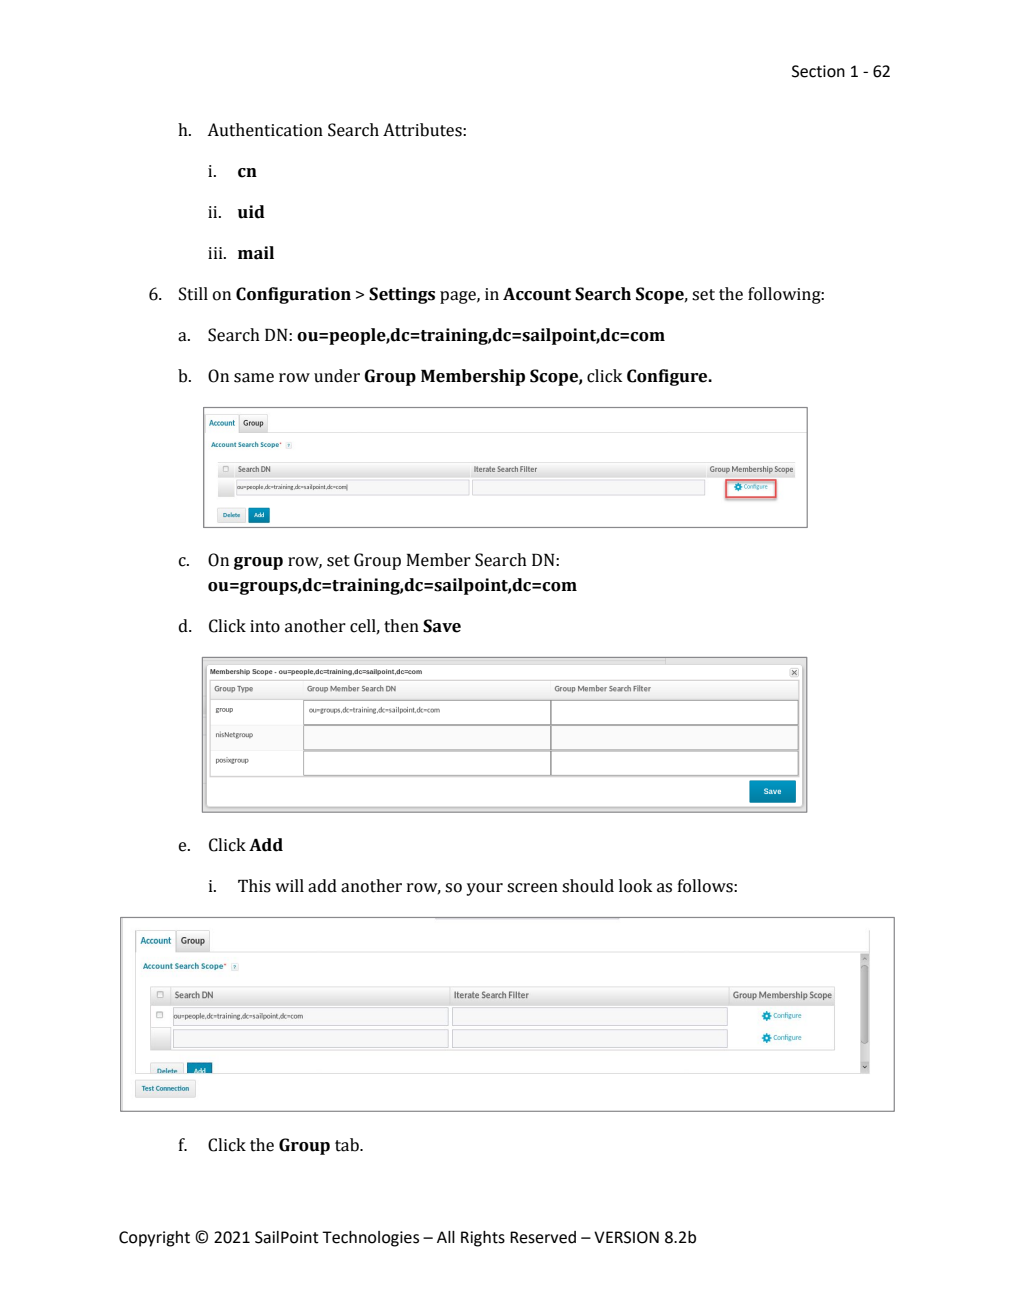 Section 1 - 62
h. Authentication Search Attributes:
i. cn
ii. uid
iii. mail
6. Still on Configuration > Settings page, in Account Search Scope, set the following:
a. Search DN: ou=people,dc=training,dc=sailpoint,dc=com
b. On same row under Group Membership Scope, click Configure.
Account Group
Account Search Scope* ?
Search DN Iterate Search Filter Group Membership Scope
ou=people,dc=training,dc=sailpoint,dc=com Configure
Delete Add
c. On group row, set Group Member Search DN:
ou=groups,dc=training,dc=sailpoint,dc=com
d. Click into another cell, then Save
Membership Scope - ou=people,dc=training,dc=sailpoint,dc=com
Group Type Group Member Search DN Group Member Search Filter
group ou=groups,dc=training,dc=sailpoint,dc=com
nisNetgroup
posixgroup
Save
e. Click Add
i. This will add another row, so your screen should look as follows:
Account Group
Account Search Scope* ?
Search DN Iterate Search Filter Group Membership Scope
ou=people,dc=training,dc=sailpoint,dc=com Configure
Configure
Delete Add
Test Connection
f. Click the Group tab.
Copyright © 2021 SailPoint Technologies – All Rights Reserved – VERSION 8.2b